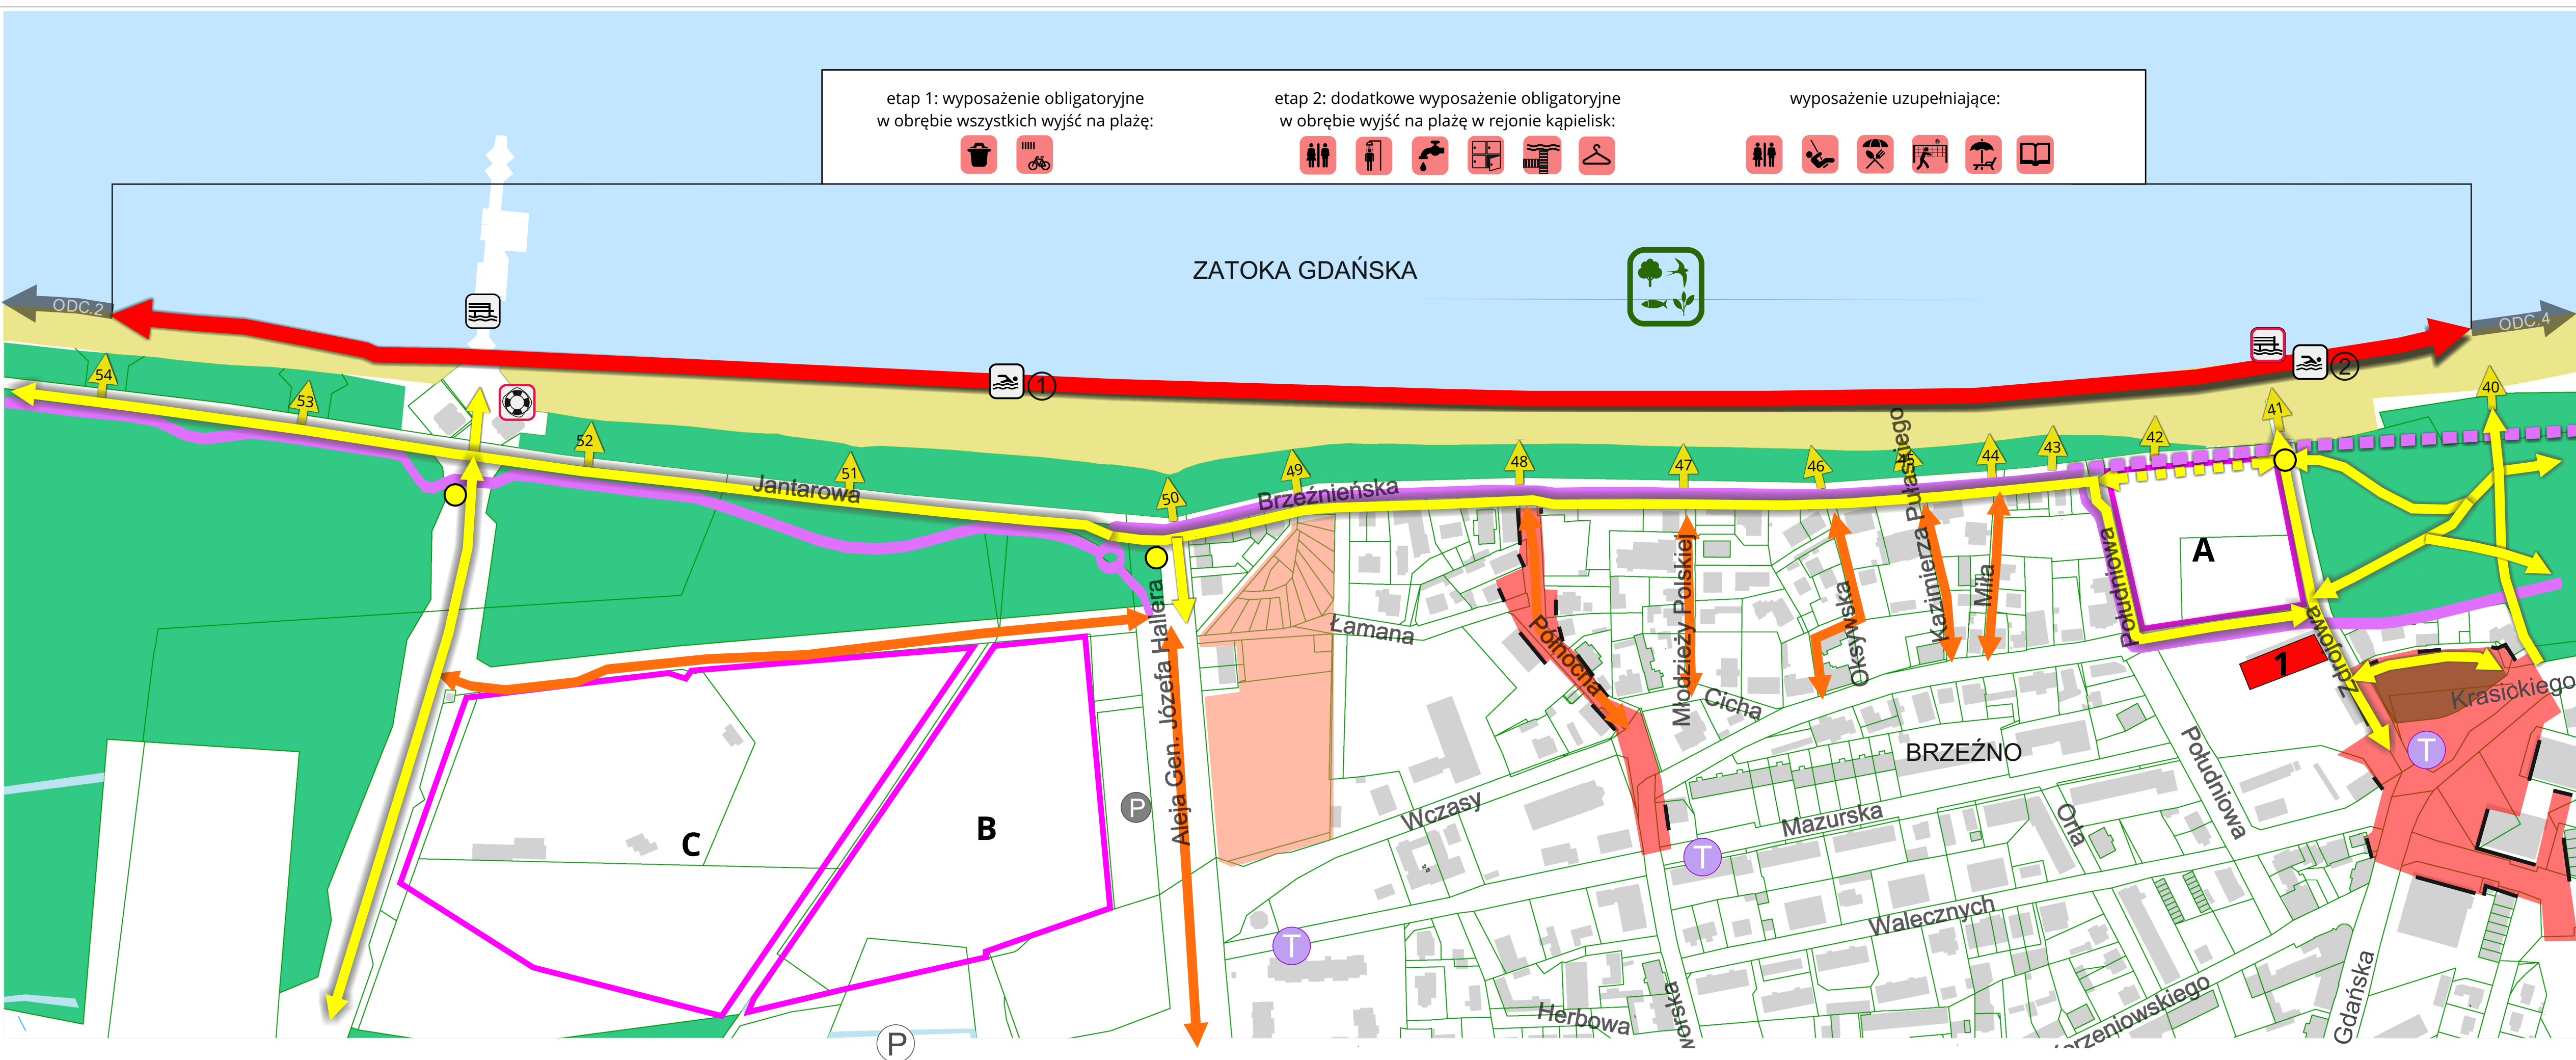 etap 1: wyposażenie obligatoryjne
w obrębie wszystkich wyjść na plażę:
etap 2: dodatkowe wyposażenie obligatoryjne
w obrębie wyjść na plażę w rejonie kąpielisk:
wyposażenie uzupełniające:
ZATOKA GDAŃSKA
ODC.2
ODC.4
1
2
54
53
52
51
50
49
48
47
46
44
43
42
41
40
Jantarowa
Brzeźnieńska
Aleja Gen. Józefa Hallera
Łamana
Północna
Młodzieży Polskiej
Cicha
Oksywska
Kazimierza Pułaskiego
Miła
Południowa
A
1
Zdrojowa
Krasickiego
BRZEŹNO
Południowa
T
P
B
C
Wczasy
Mazurska
Orla
T
Walecznych
T
Herbowa
Gdańska
P